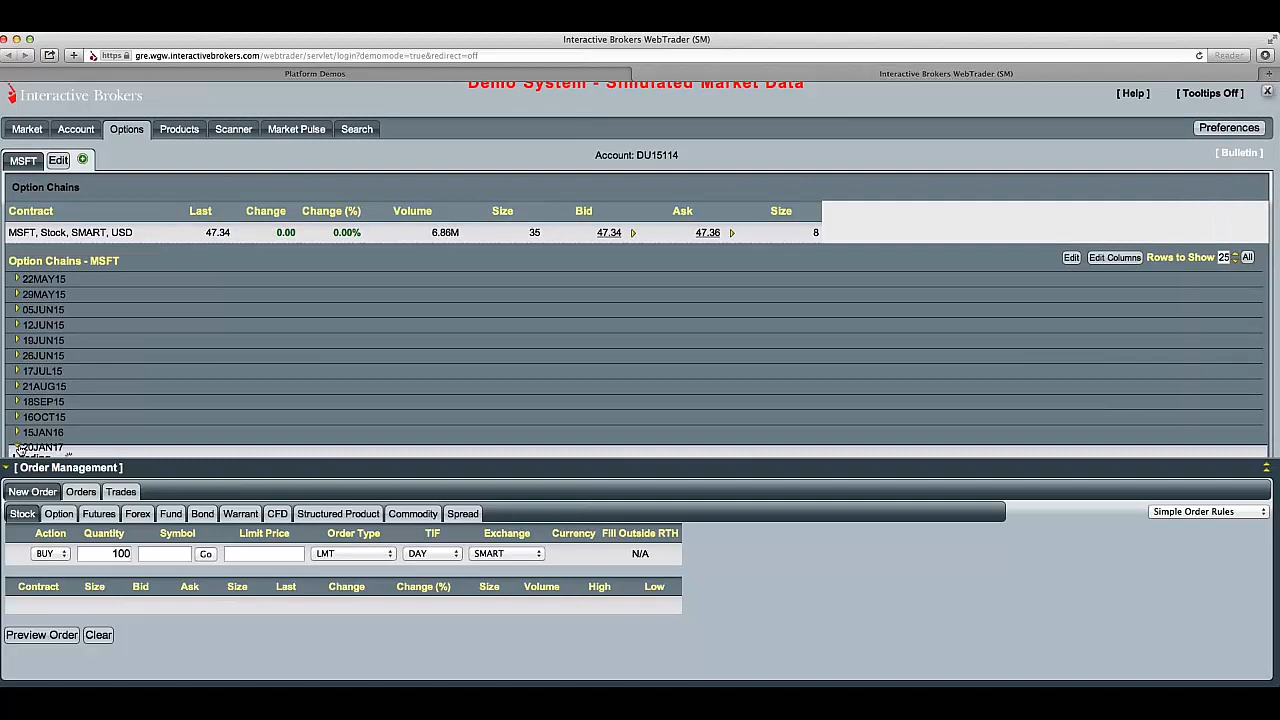 Interactive Brokers WebTrader (SM)
https gre.wgw.interactivebrokers.com/webtrader/servlet/login?demomode=true&redirect=off Reader
Platform Demos Interactive Brokers WebTrader (SM)
Demo System - Simulated Market Data
InteractiveBrokers [ Help ] [ Tooltips Off ] X
Market Account Options Products Scanner Market Pulse Search Preferences
MSFT Edit Account: DU15114 [ Bulletin ]
Option Chains
Contract Last Change Change (%) Volume Size Bid Ask Size
MSFT, Stock, SMART, USD 47.34 0.00 0.00% 6.86M 35 47.34 47.36 8
Option Chains - MSFT Edit Edit Columns Rows to Show 25 All
22MAY15
29MAY15
05JUN15
12JUN15
19JUN15
26JUN15
17JUL15
21AUG15
18SEP15
16OCT15
15JAN16
20JAN17
[ Order Management ]
New Order Orders Trades
Stock Option Futures Forex Fund Bond Warrant CFD Structured Product Commodity Spread Simple Order Rules
Action Quantity Symbol Limit Price Order Type TIF Exchange Currency Fill Outside RTH
BUY 100 Go LMT DAY SMART N/A
Contract Size Bid Ask Size Last Change Change (%) Size Volume High Low
Preview Order Clear